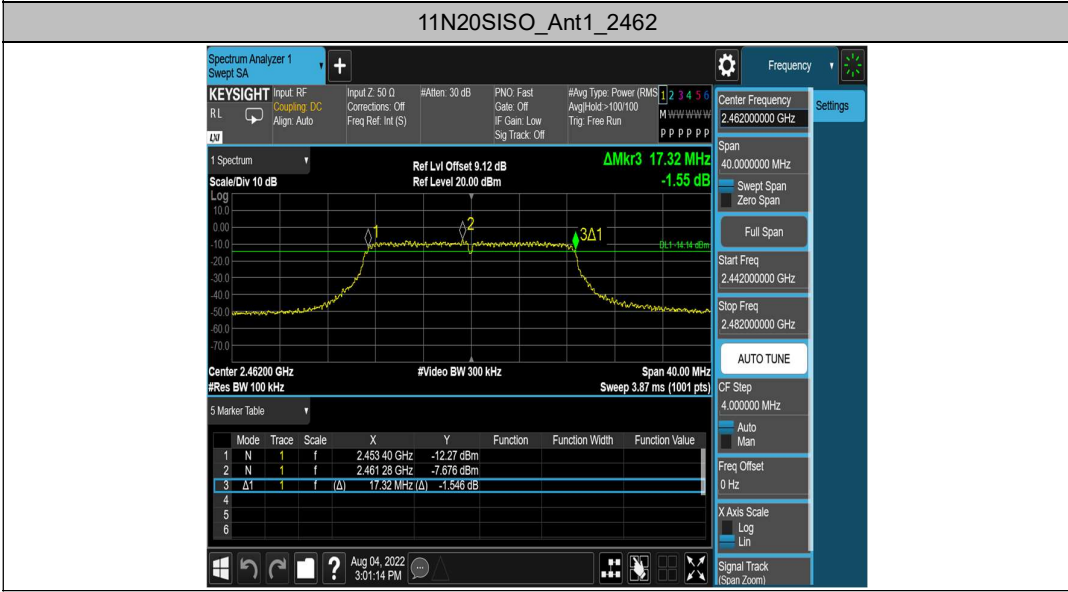 11N20SISO_Ant1_2462
Spectrum Analyzer 1
Swept SA
+
Frequency
KEYSIGHT
RL
LXI
Input: RF
Coupling: DC
Align: Auto
Input Z: 50 Ω
Corrections: Off
Freq Ref: Int (S)
#Atten: 30 dB
PNO: Fast
Gate: Off
IF Gain: Low
Sig Track: Off
#Avg Type: Power (RMS
Avg|Hold:>100/100
Trig: Free Run
1 2 3 4 5 6
M W W W W W
P P P P P P
1 Spectrum
Scale/Div 10 dB
Ref Lvl Offset 9.12 dB
Ref Level 20.00 dBm
ΔMkr3 17.32 MHz
-1.55 dB
Log
10.0
0.00
-10.0
-20.0
-30.0
-40.0
-50.0
-60.0
-70.0
1
2
3Δ1
DL1 -14.14 dBm
Center 2.46200 GHz
#Video BW 300 kHz
Span 40.00 MHz
#Res BW 100 kHz
Sweep 3.87 ms (1001 pts)
5 Marker Table
Mode Trace Scale X Y Function Function Width Function Value
1 N 1 f 2.453 40 GHz -12.27 dBm
2 N 1 f 2.461 28 GHz -7.676 dBm
3 Δ1 1 f (Δ) 17.32 MHz (Δ) -1.546 dB
4
5
6
Aug 04, 2022
3:01:14 PM
?
Center Frequency
2.462000000 GHz
Settings
Span
40.0000000 MHz
Swept Span
Zero Span
Full Span
Start Freq
2.442000000 GHz
Stop Freq
2.482000000 GHz
AUTO TUNE
CF Step
4.000000 MHz
Auto
Man
Freq Offset
0 Hz
X Axis Scale
Log
Lin
Signal Track
(Span Zoom)